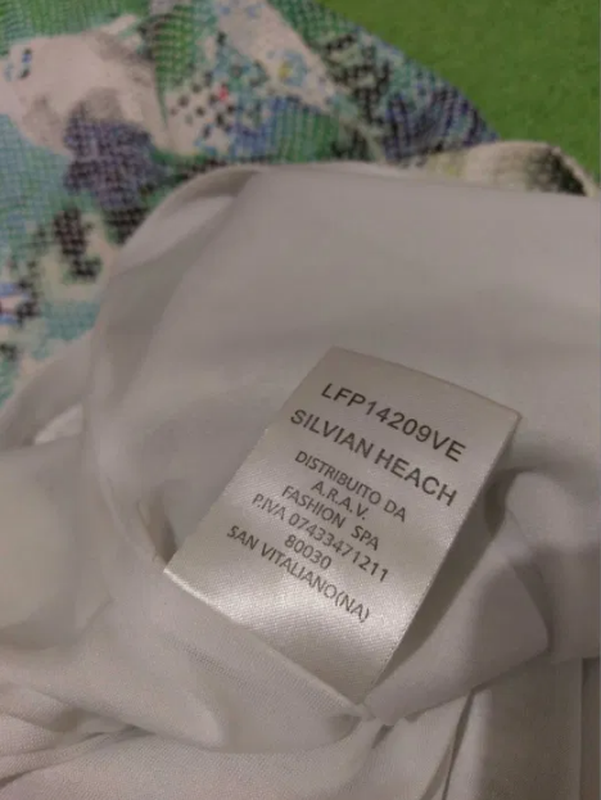 LFP14209VE
SILVIAN HEACH
DISTRIBUITO DA
A.R.A.V.
FASHION SPA
P.IVA 07433471211
80030
SAN VITALIANO(NA)